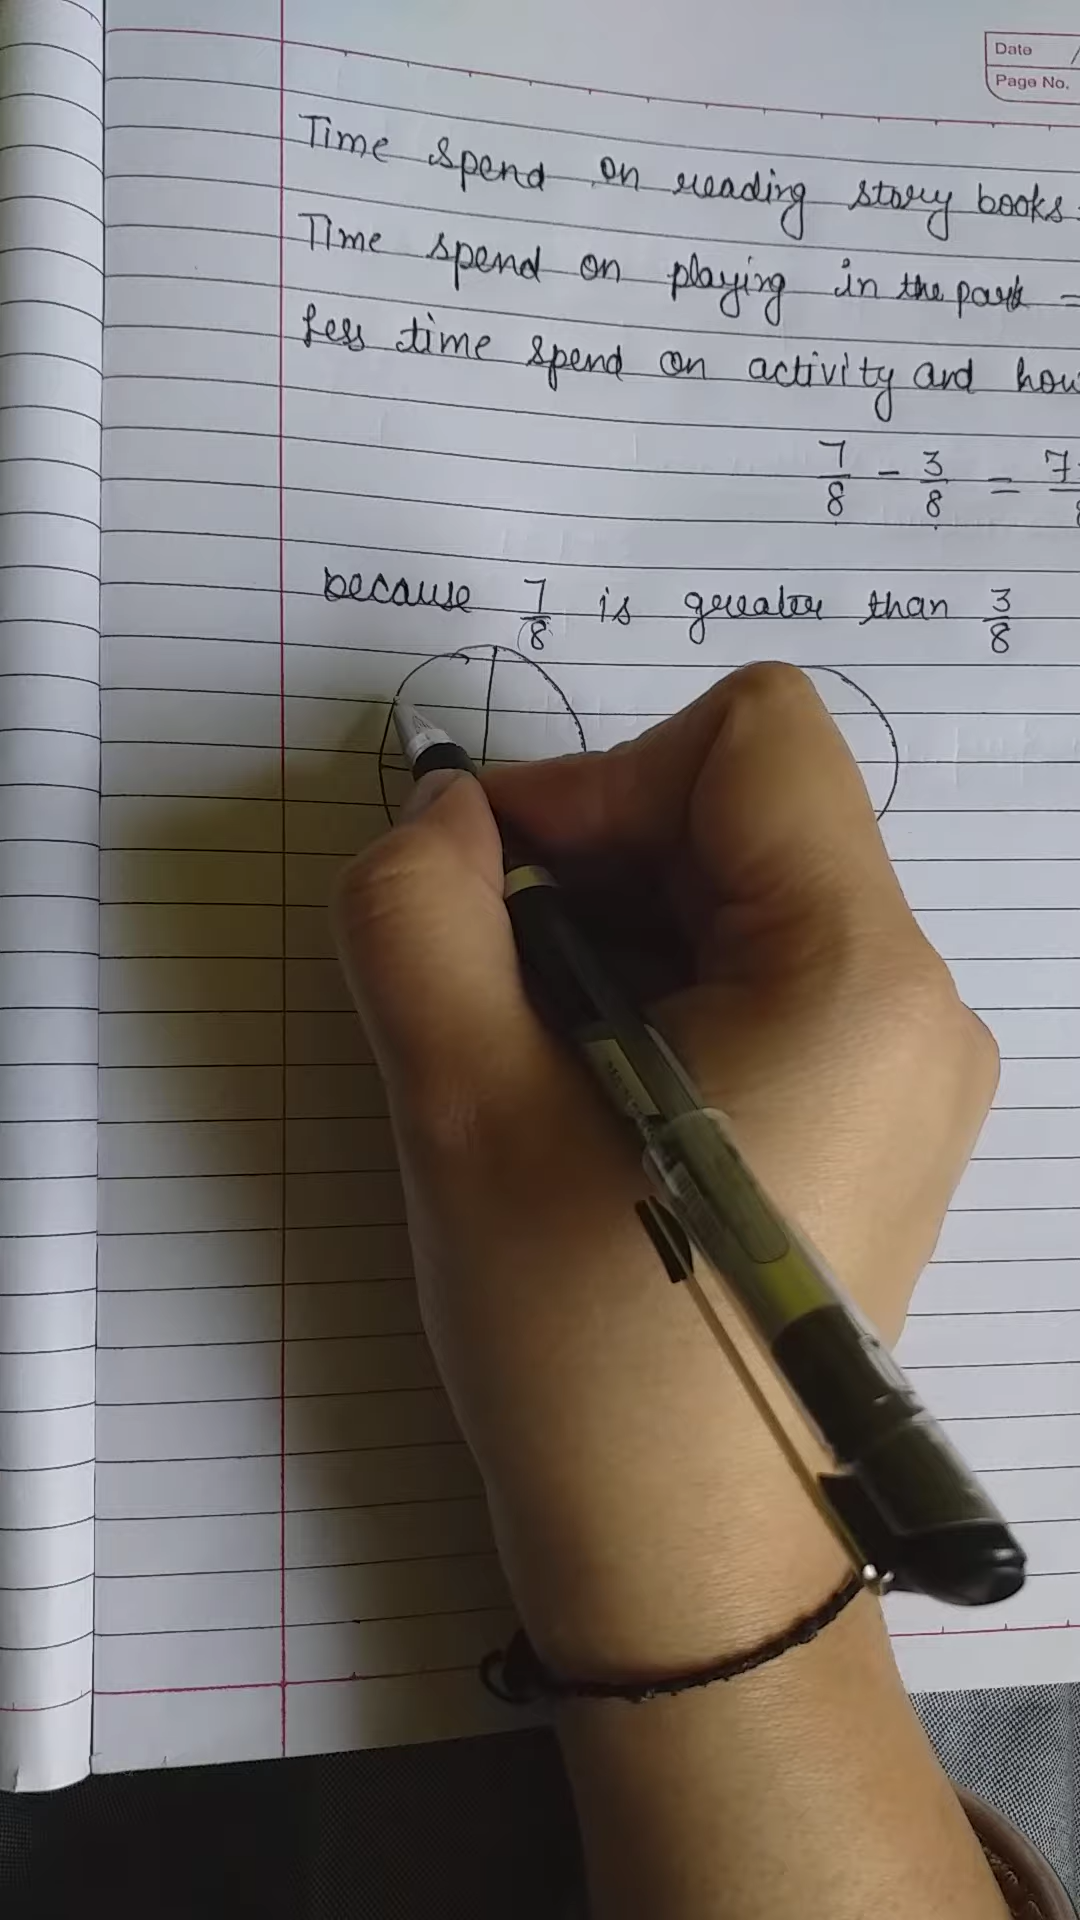 Date /
Page No.
Time spend on reading story books
Time spend on playing in the park =
Less time spend on activity and how
7/8 - 3/8 = 7
because 7/8 is greater than 3/8